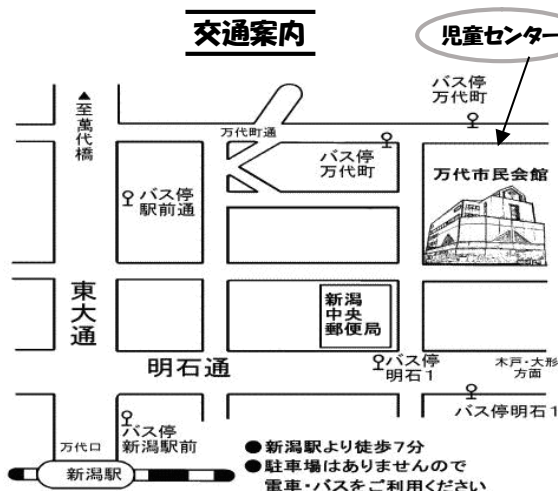 交通案内
児童センター
▲至萬代橋
バス停
万代町
万代町通
バス停
万代町
バス停
駅前通
万代市民会館
東大通
新潟
中央
郵便局
明石通
バス停
明石1
木戸・大形
方面
バス停明石1
バス停
新潟駅前
万代口
新潟駅
●新潟駅より徒歩7分
●駐車場はありませんので
電車・バスをご利用ください